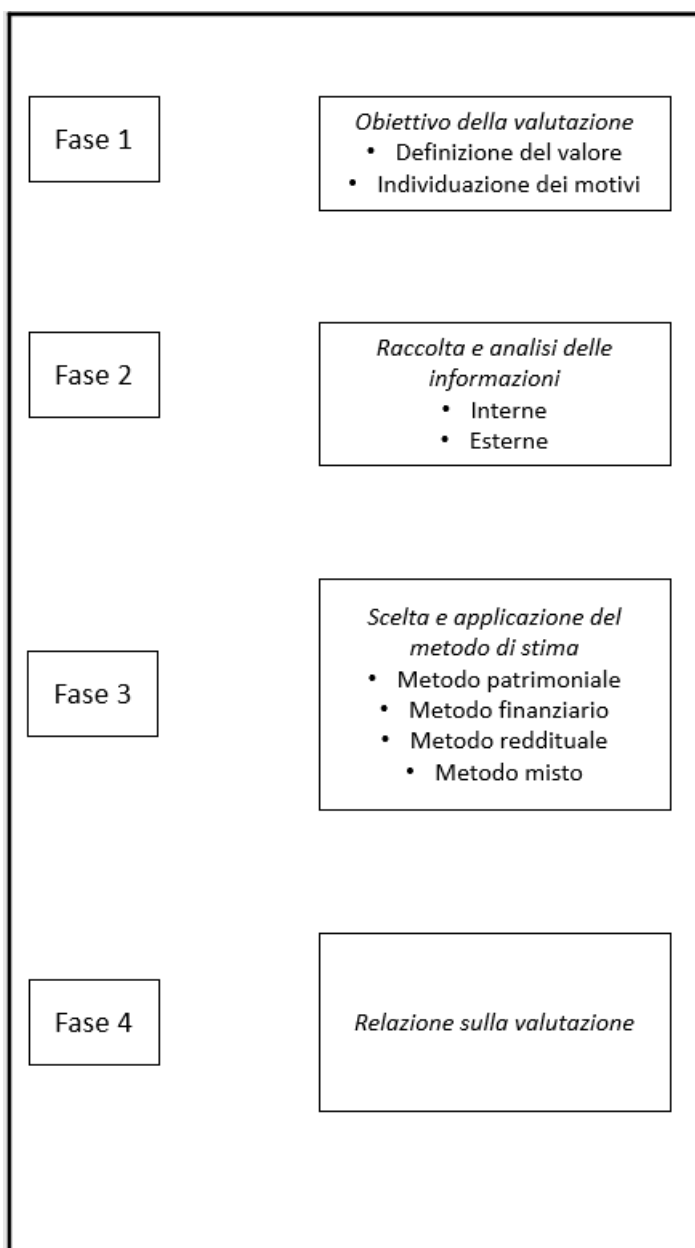 Fase 1
Obiettivo della valutazione
• Definizione del valore
• Individuazione dei motivi
Fase 2
Raccolta e analisi delle
informazioni
• Interne
• Esterne
Fase 3
Scelta e applicazione del
metodo di stima
• Metodo patrimoniale
• Metodo finanziario
• Metodo reddituale
• Metodo misto
Fase 4
Relazione sulla valutazione